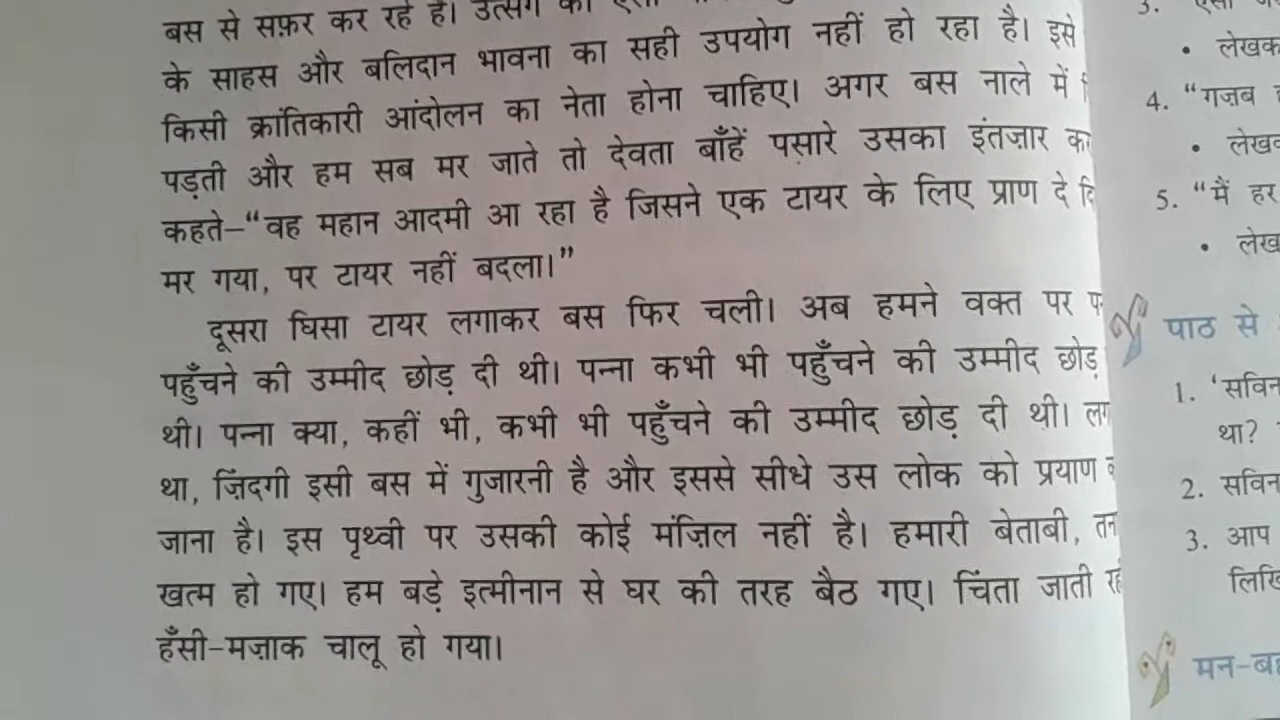 बस से सफ़र कर रहे हैं। उत्सर्ग की
के साहस और बलिदान भावना का सही उपयोग नहीं हो रहा है। इसे
किसी क्रांतिकारी आंदोलन का नेता होना चाहिए। अगर बस नाले में
पड़ती और हम सब मर जाते तो देवता बाँहें पसारे उसका इंतज़ार
कहते–“वह महान आदमी आ रहा है जिसने एक टायर के लिए प्राण दे
मर गया, पर टायर नहीं बदला।”
दूसरा घिसा टायर लगाकर बस फिर चली। अब हमने वक्त पर
पहुँचने की उम्मीद छोड़ दी थी। पन्ना कभी भी पहुँचने की उम्मीद छोड़
थी। पन्ना क्या, कहीं भी, कभी भी पहुँचने की उम्मीद छोड़ दी थी।
था, ज़िंदगी इसी बस में गुजारनी है और इससे सीधे उस लोक को प्रयाण
जाना है। इस पृथ्वी पर उसकी कोई मंज़िल नहीं है। हमारी बेताबी,
खत्म हो गए। हम बड़े इत्मीनान से घर की तरह बैठ गए। चिंता जाती
हँसी-मज़ाक चालू हो गया।
3.
• लेखक
4. “गजब
•
5. “मैं हर
•
पाठ से
1.
था?
2.
3. आप